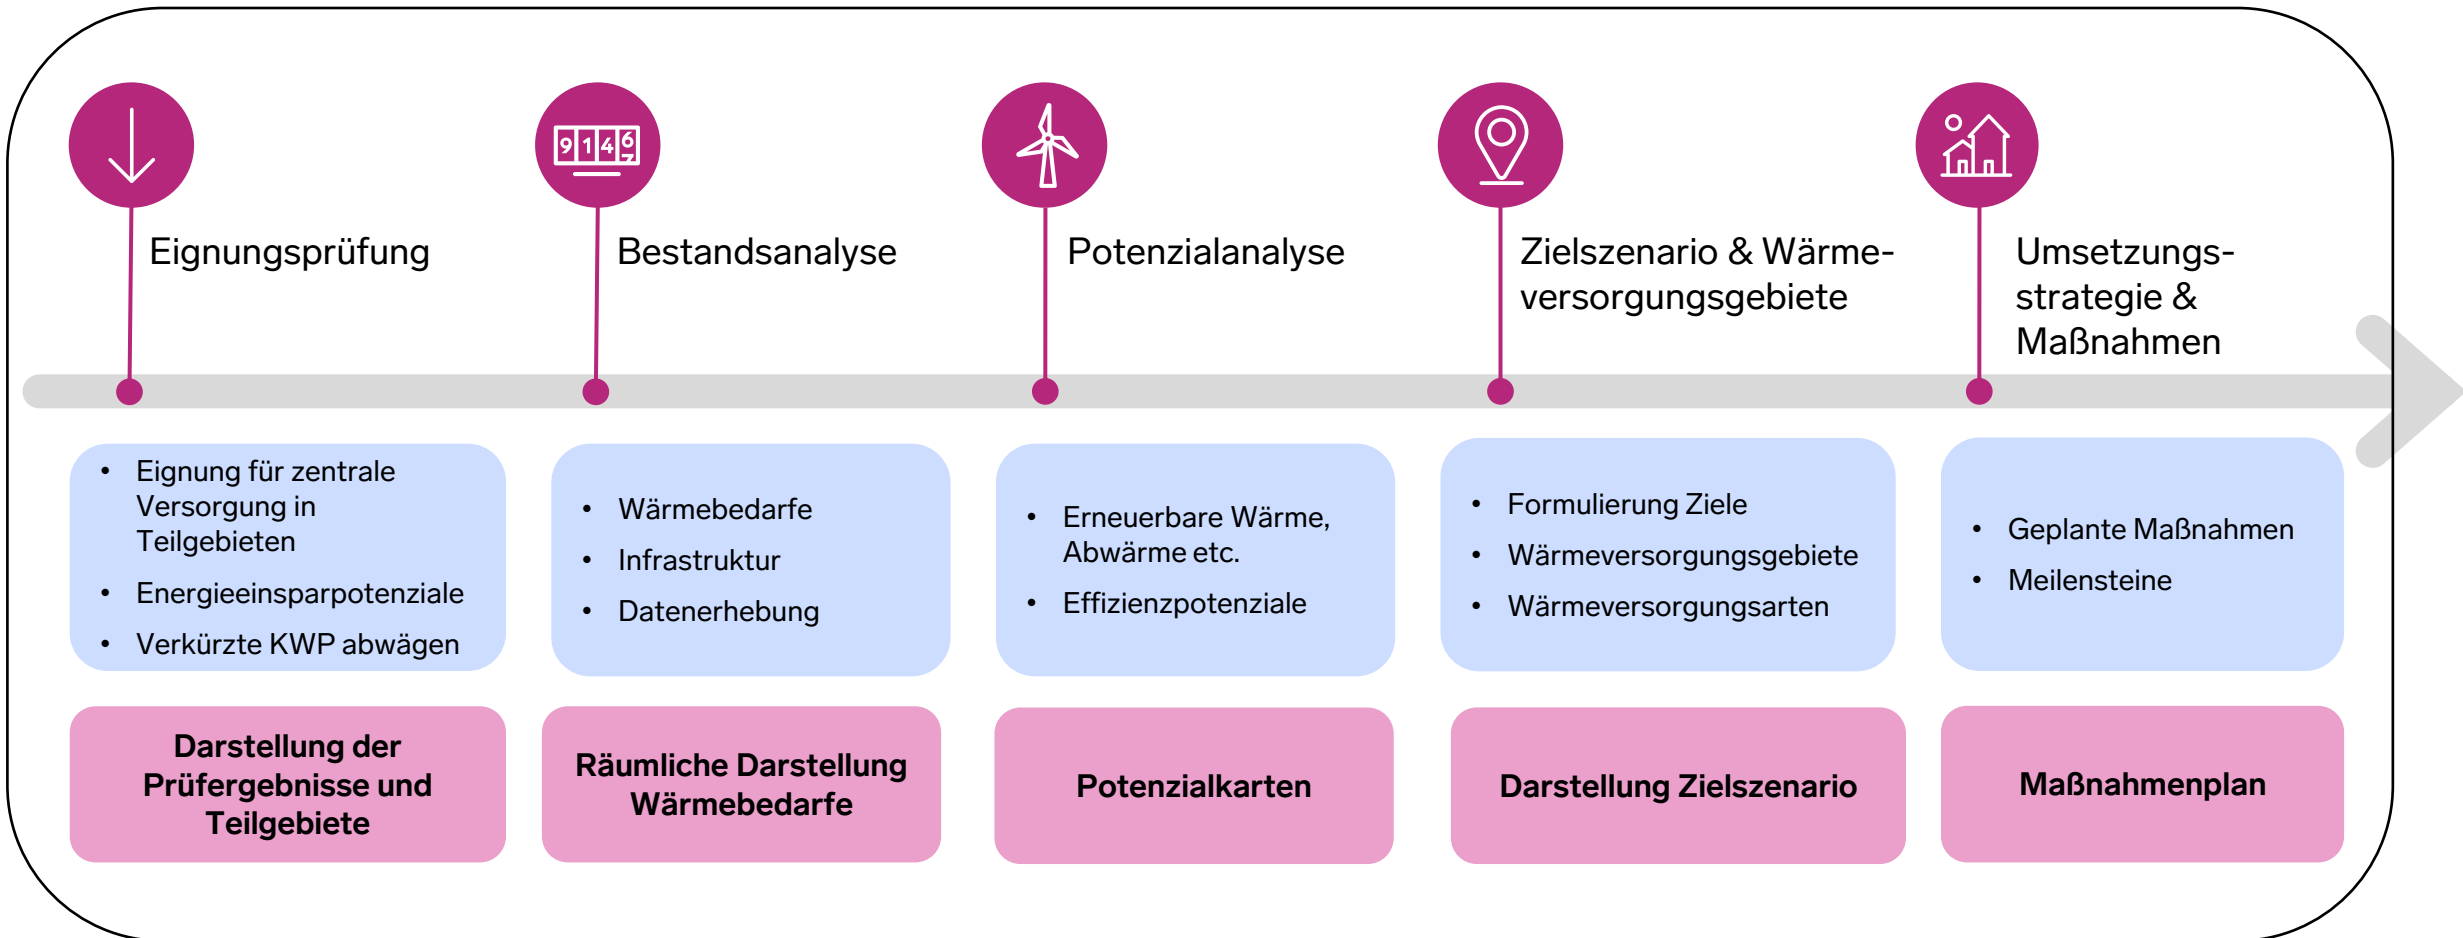 9146
7
Eignungsprüfung
Bestandsanalyse
Potenzialanalyse
Zielszenario & Wärme-
versorgungsgebiete
Umsetzungs-
strategie &
Maßnahmen
• Eignung für zentrale
Versorgung in
Teilgebieten
• Energieeinsparpotenziale
• Verkürzte KWP abwägen
• Wärmebedarfe
• Infrastruktur
• Datenerhebung
• Erneuerbare Wärme,
Abwärme etc.
• Effizienzpotenziale
• Formulierung Ziele
• Wärmeversorgungsgebiete
• Wärmeversorgungsarten
• Geplante Maßnahmen
• Meilensteine
Darstellung der
Prüfergebnisse und
Teilgebiete
Räumliche Darstellung
Wärmebedarfe
Potenzialkarten
Darstellung Zielszenario
Maßnahmenplan